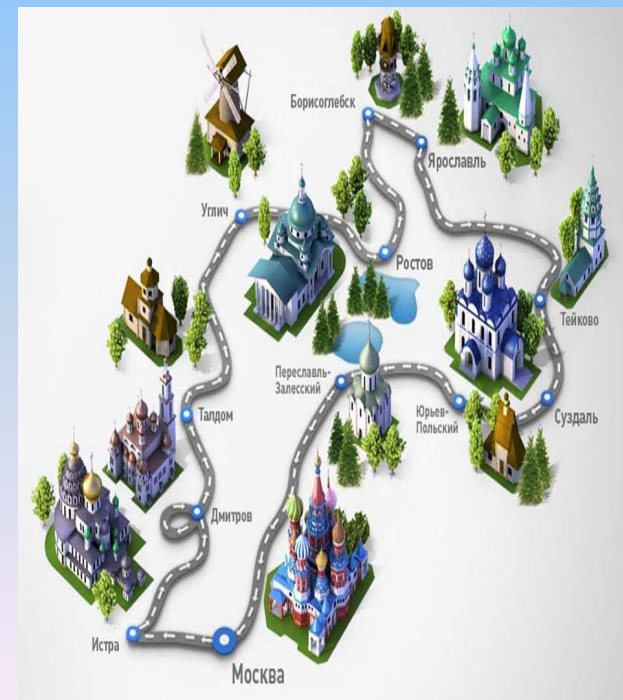 Борисоглебск
Ярославль
Углич
Ростов
Тейково
Переславль-
Залесский
Юрьев-
Польский
Суздаль
Талдом
Дмитров
Истра
Москва